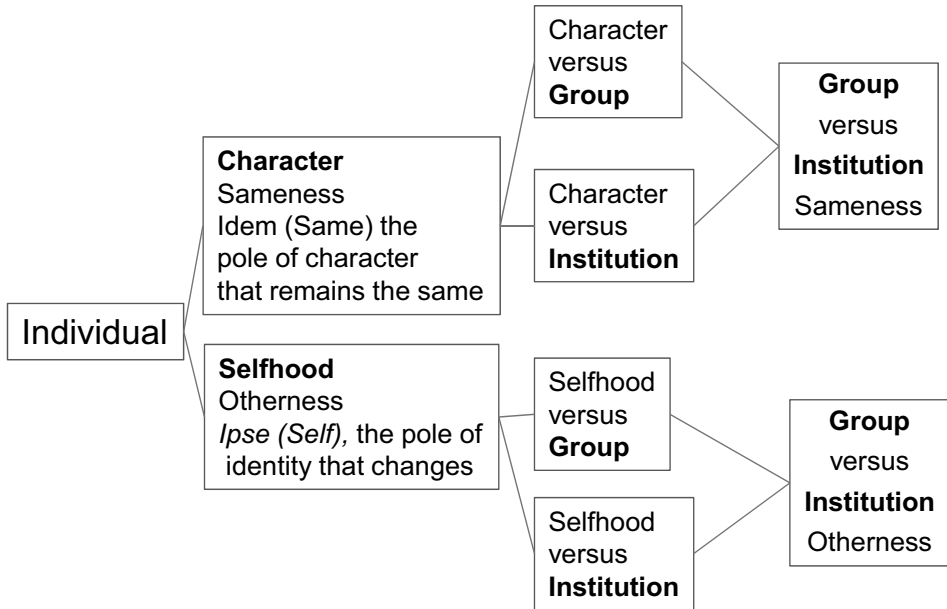 Individual
Character
Sameness
Idem (Same) the
pole of character
that remains the same
Selfhood
Otherness
Ipse (Self), the pole of
identity that changes
Character
versus
Group
Character
versus
Institution
Selfhood
versus
Group
Selfhood
versus
Institution
Group
versus
Institution
Sameness
Group
versus
Institution
Otherness